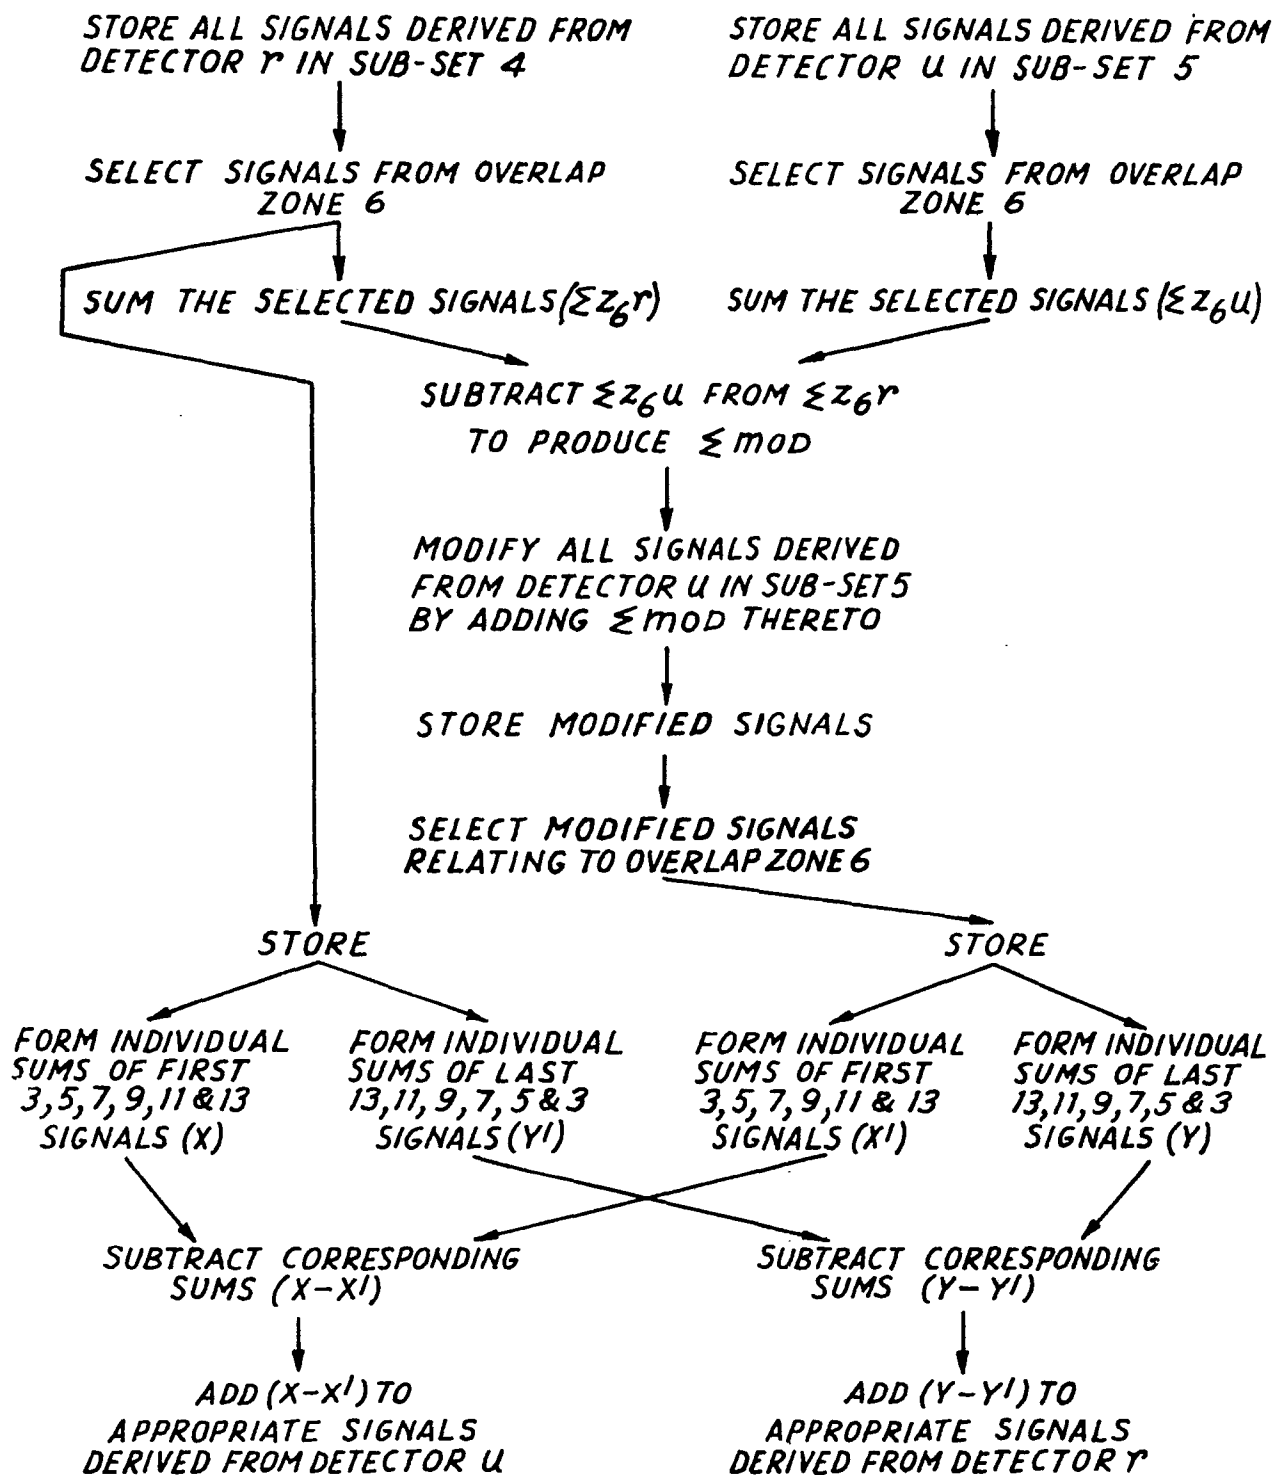 STORE ALL SIGNALS DERIVED FROM
DETECTOR r IN SUB-SET 4
STORE ALL SIGNALS DERIVED FROM
DETECTOR u IN SUB-SET 5
SELECT SIGNALS FROM OVERLAP
ZONE 6
SELECT SIGNALS FROM OVERLAP
ZONE 6
SUM THE SELECTED SIGNALS (Σz₆r)
SUM THE SELECTED SIGNALS (Σz₆u)
SUBTRACT Σz₆u FROM Σz₆r
TO PRODUCE Σ MOD
MODIFY ALL SIGNALS DERIVED
FROM DETECTOR u IN SUB-SET 5
BY ADDING Σ MOD THERETO
STORE MODIFIED SIGNALS
SELECT MODIFIED SIGNALS
RELATING TO OVERLAP ZONE 6
STORE
STORE
FORM INDIVIDUAL
SUMS OF FIRST
3,5,7,9,11 & 13
SIGNALS (X)
FORM INDIVIDUAL
SUMS OF LAST
13,11,9,7,5 & 3
SIGNALS (Y')
FORM INDIVIDUAL
SUMS OF FIRST
3,5,7,9,11 & 13
SIGNALS (X')
FORM INDIVIDUAL
SUMS OF LAST
13,11,9,7,5 & 3
SIGNALS (Y)
SUBTRACT CORRESPONDING
SUMS (X-X')
SUBTRACT CORRESPONDING
SUMS (Y-Y')
ADD (X-X') TO
APPROPRIATE SIGNALS
DERIVED FROM DETECTOR u
ADD (Y-Y') TO
APPROPRIATE SIGNALS
DERIVED FROM DETECTOR r